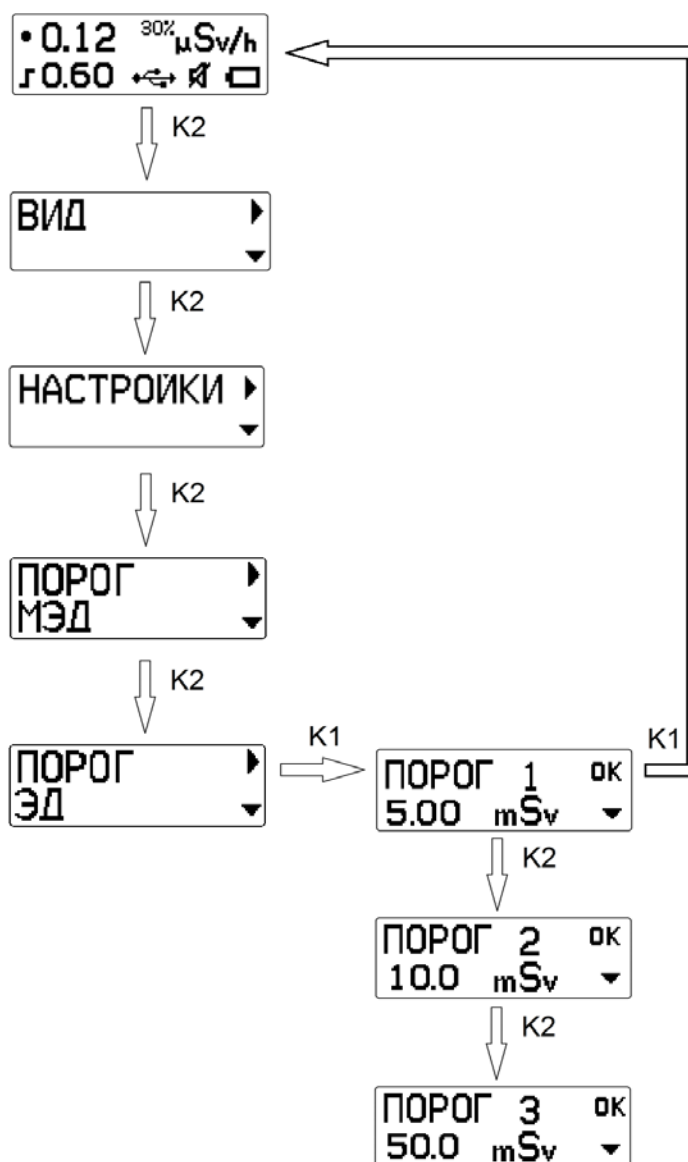 • 0.12 30% µSv/h
0.60
K2
ВИД
K2
НАСТРОЙКИ
K2
ПОРОГ
МЭД
K2
ПОРОГ
ЭД
K1
ПОРОГ 1 OK
5.00 mSv
K1
K2
ПОРОГ 2 OK
10.0 mSv
K2
ПОРОГ 3 OK
50.0 mSv